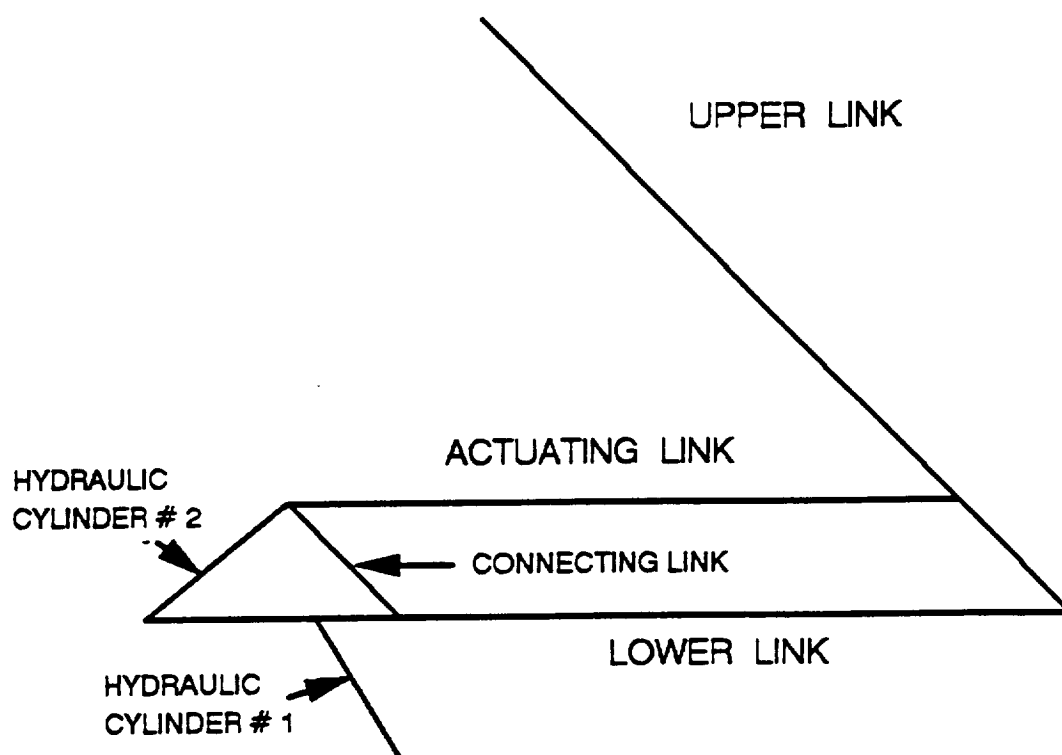 UPPER LINK
ACTUATING LINK
HYDRAULIC
CYLINDER # 2
CONNECTING LINK
LOWER LINK
HYDRAULIC
CYLINDER # 1